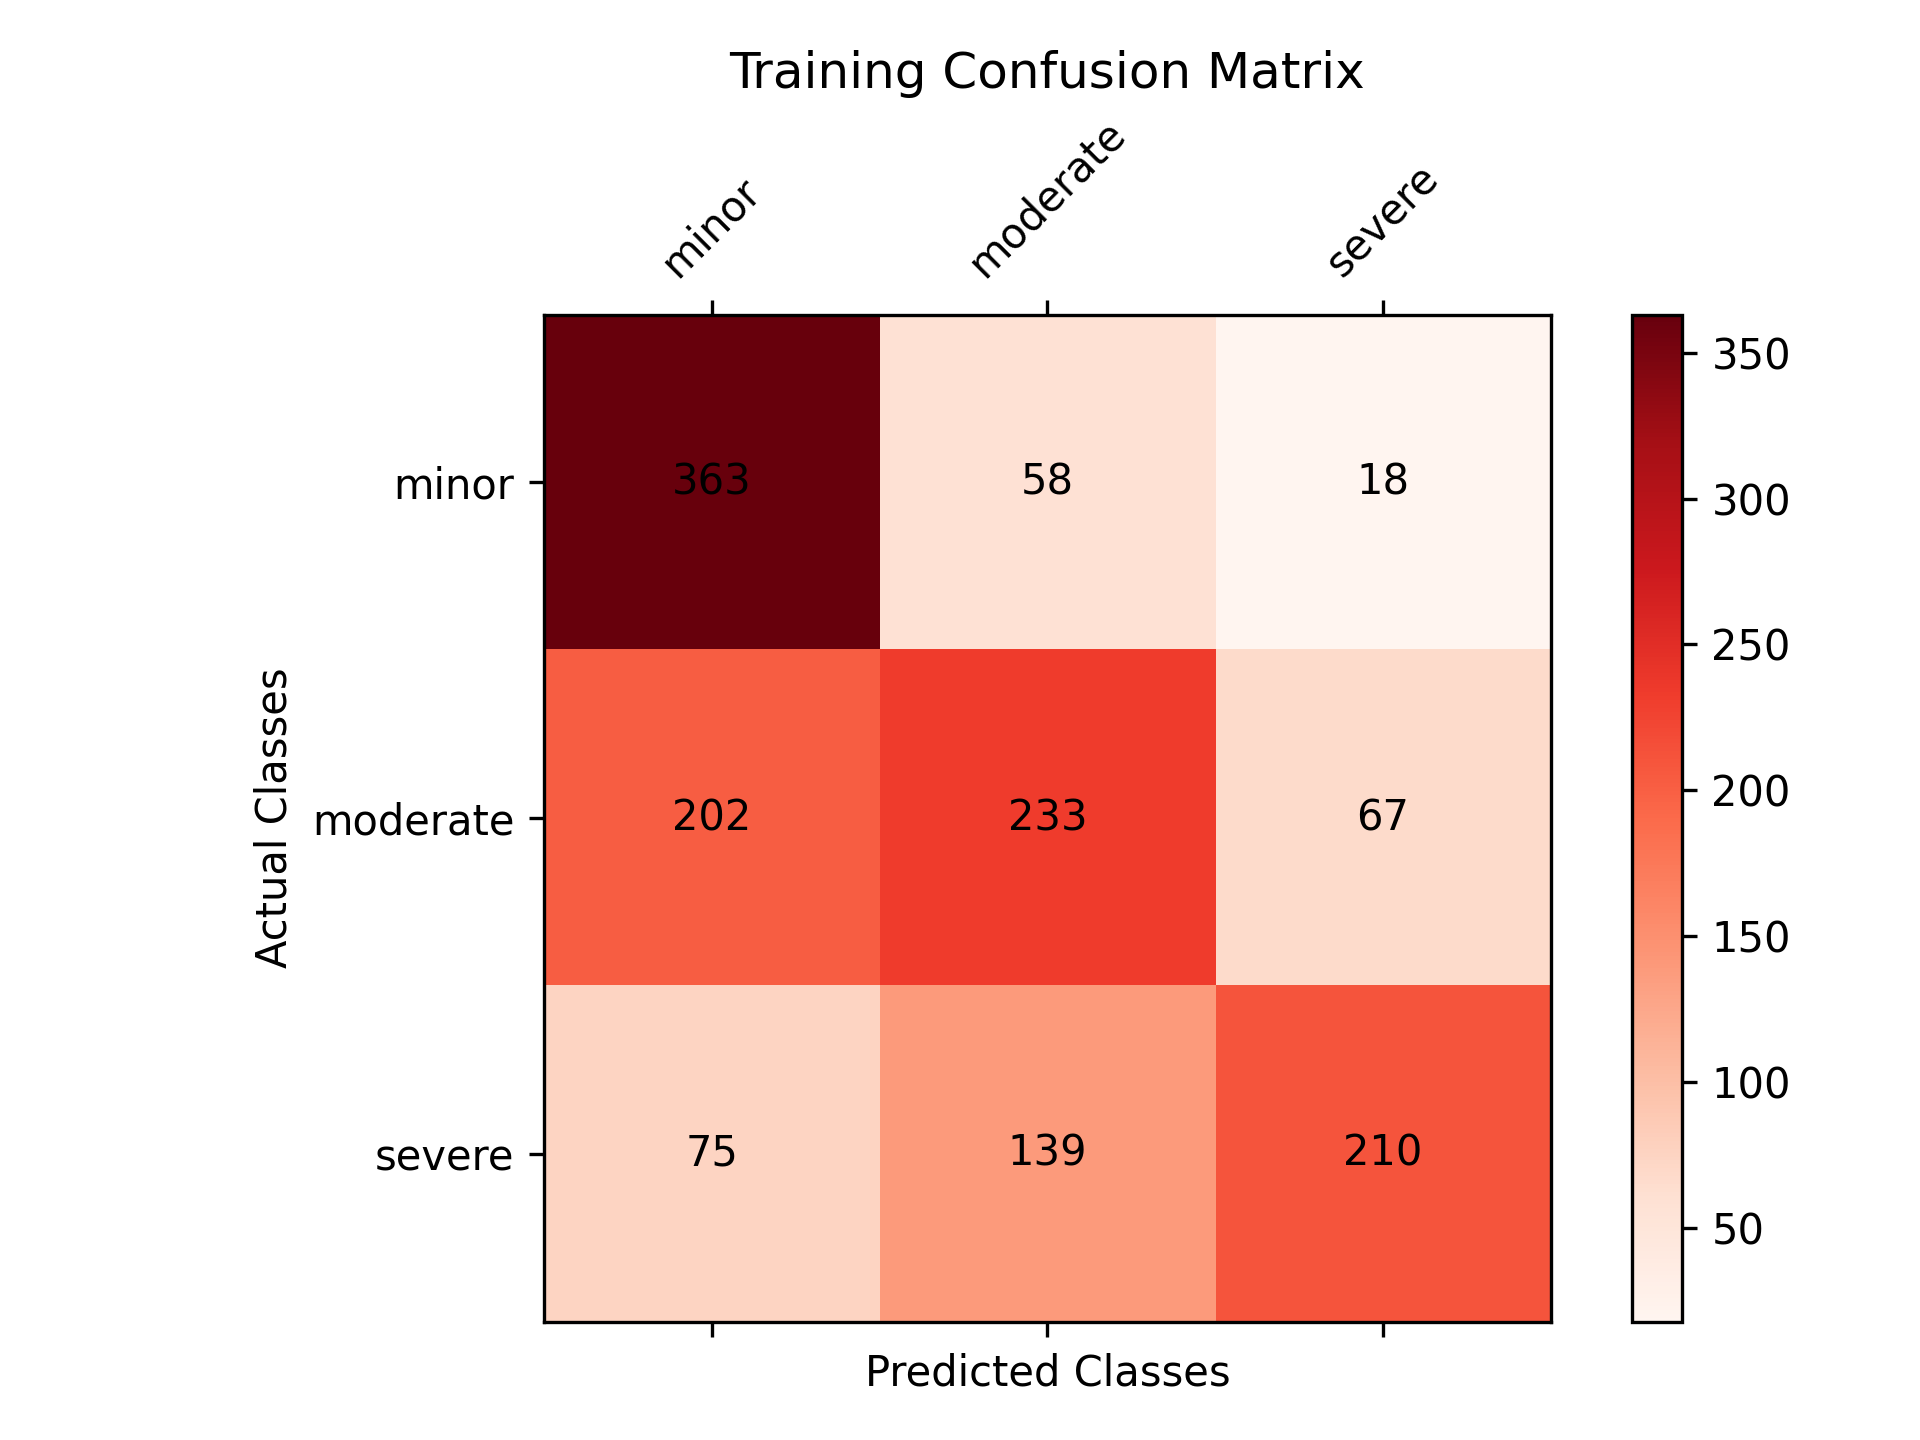 Training Confusion Matrix
minor moderate severe
minor 363 58 18
moderate 202 233 67
severe 75 139 210
Actual Classes
Predicted Classes
350
300
250
200
150
100
50